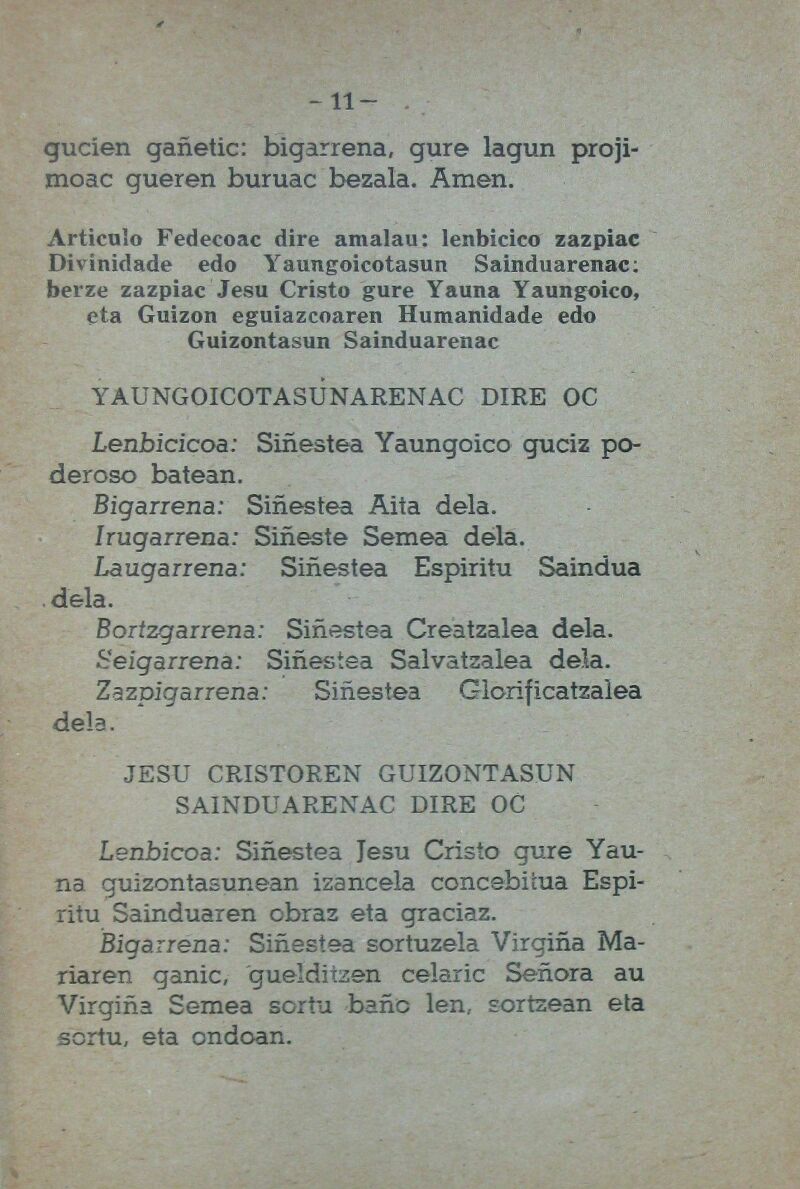 - 11 -
gucien gañetic: bigarrena, gure lagun proji-
moac gueren buruac bezala. Amen.
Articulo Fedecoac dire amalau: lenbicico zazpiac
Divinidade edo Yaungoicotasun Sainduarenac:
berze zazpiac Jesu Cristo gure Yauna Yaungoico,
eta Guizon eguiazcoaren Humanidade edo
Guizontasun Sainduarenac
YAUNGOICOTASUNARENAC DIRE OC
Lenbicicoa: Siñestea Yaungoico guciz po-
deroso batean.
Bigarrena: Siñestea Aita dela.
Irugarrena: Siñeste Semea dela.
Laugarrena: Siñestea Espiritu Saindua
dela.
Bortzgarrena: Siñestea Creatzalea dela.
Seigarrena: Siñestea Salvatzalea dela.
Zazpigarrena: Siñestea Glorificatzalea
dela.
JESU CRISTOREN GUIZONTASUN
SAINDUARENAC DIRE OC
Lenbicoa: Siñestea Jesu Cristo gure Yau-
na guizontasunean izancela concebitua Espi-
ritu Sainduaren obraz eta graciaz.
Bigarrena: Siñestea sortuzela Virgiña Ma-
riaren ganic, guelditzen celaric Señora au
Virgiña Semea sortu baño len, sortzean eta
sortu, eta ondoan.